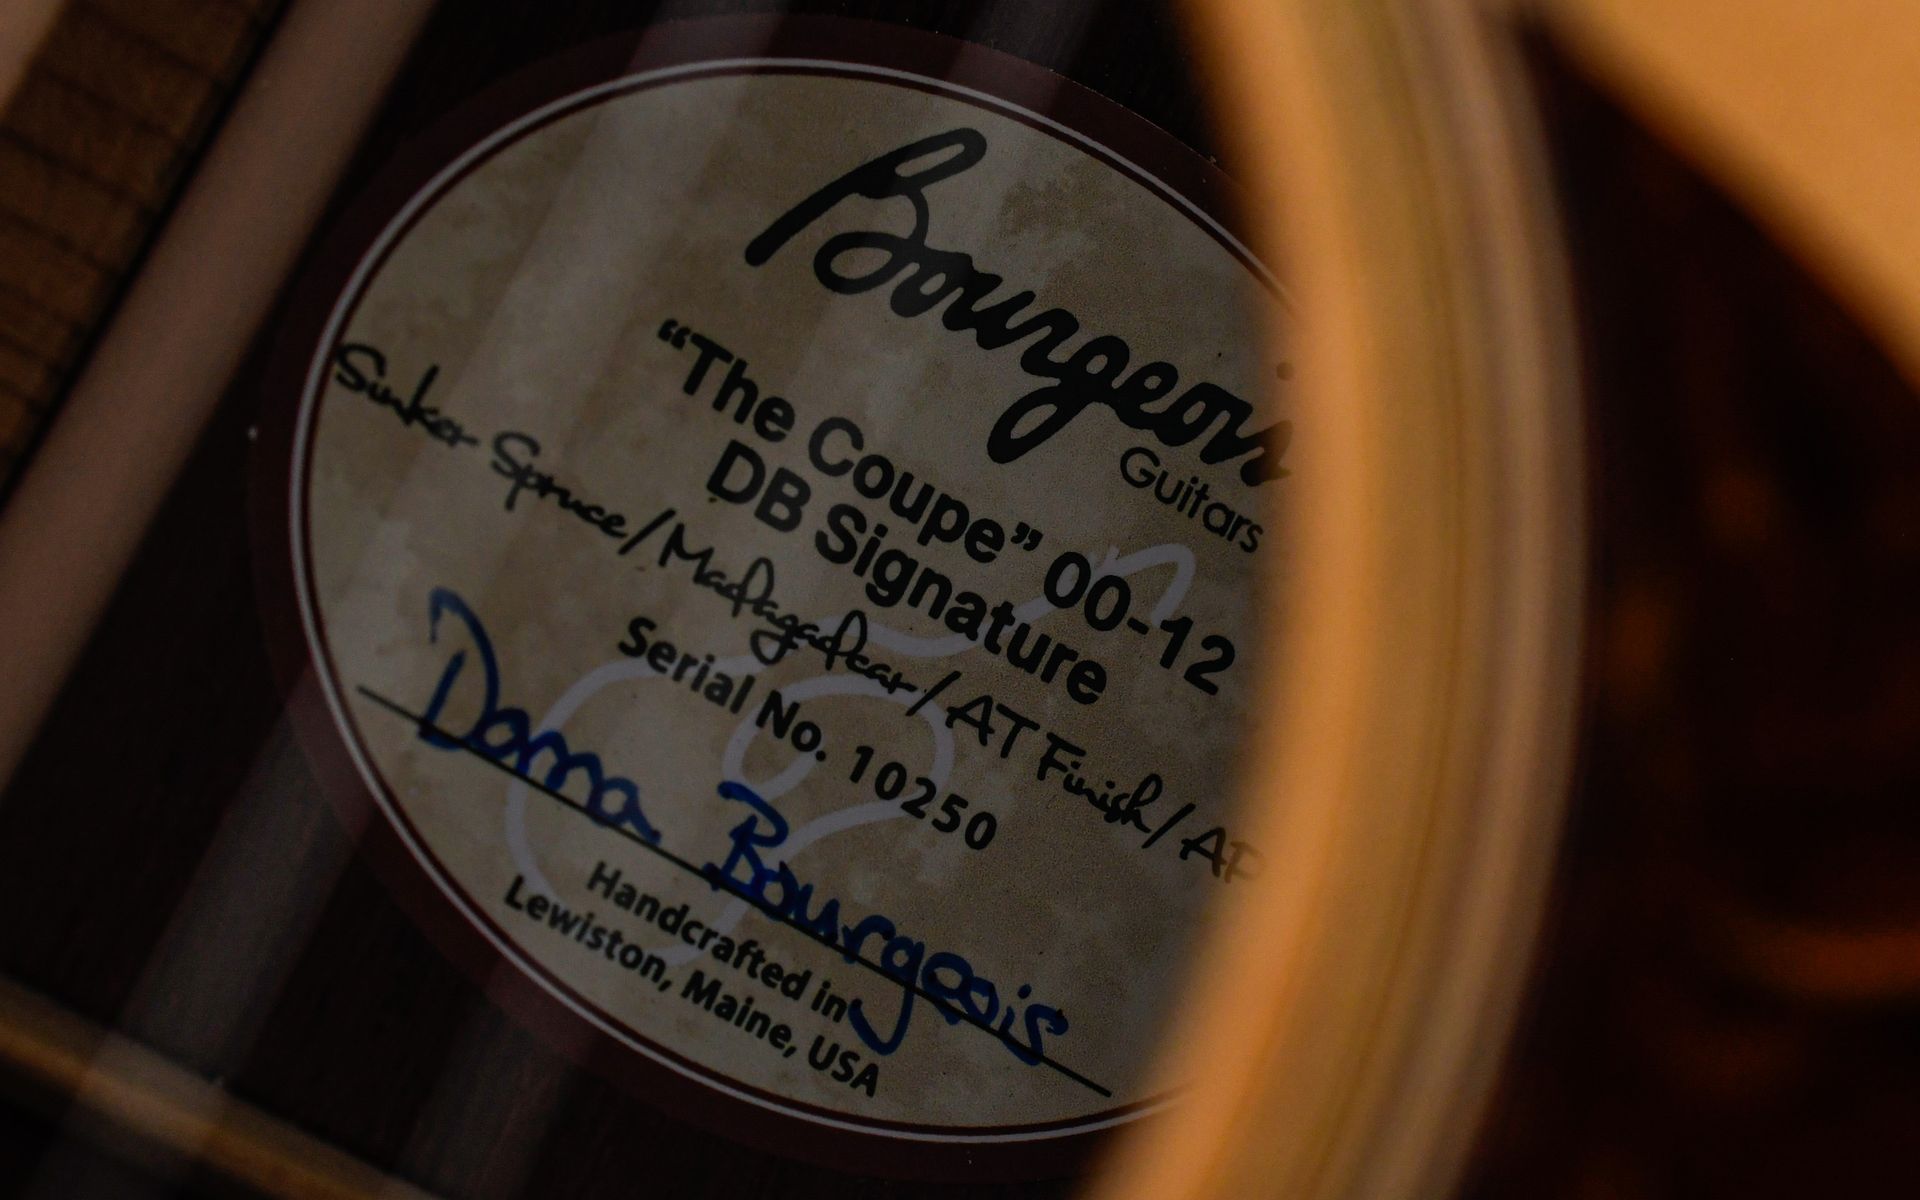 Bourgeois
Guitars
“The Coupe” 00-12
DB Signature
Sinker Spruce/Madagascar/AT Finish/
Serial No. 10250
Dana Bourgeois
Handcrafted in
Lewiston, Maine, USA